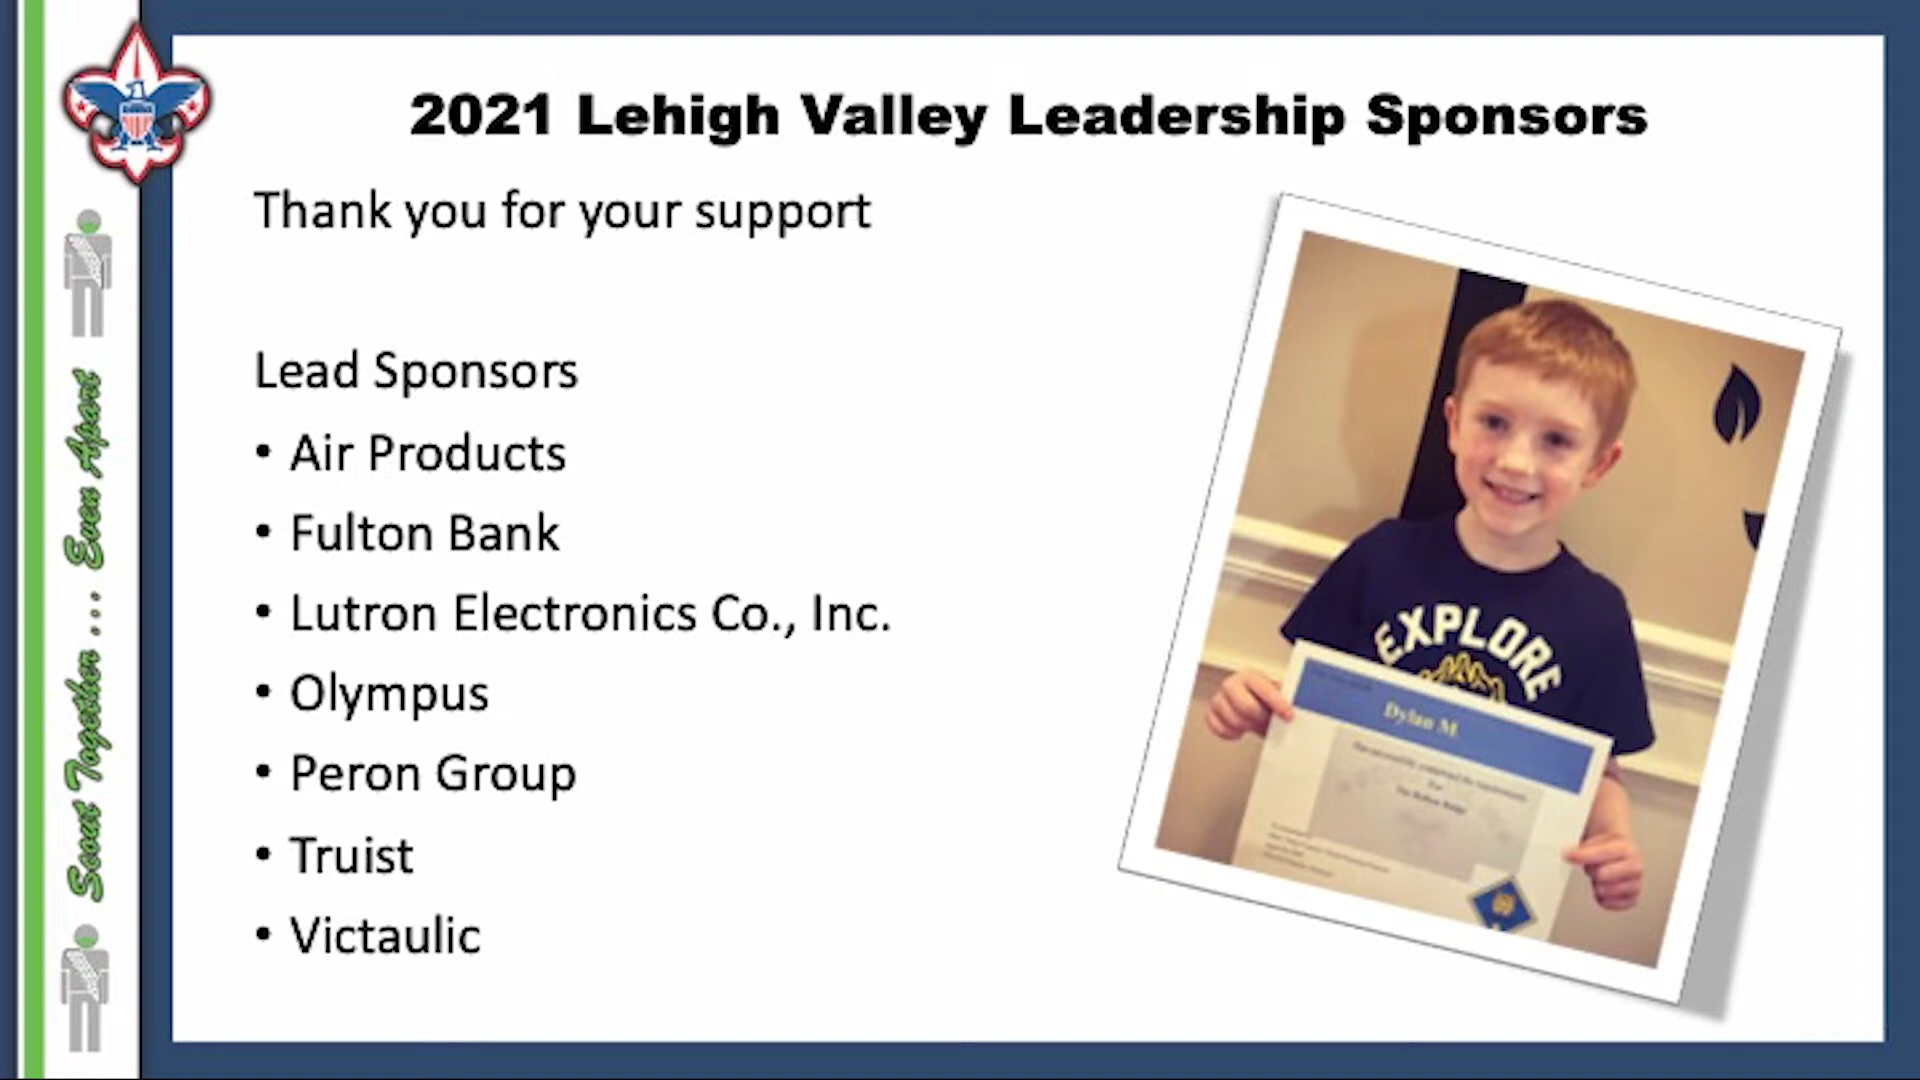 2021 Lehigh Valley Leadership Sponsors
Thank you for your support
Lead Sponsors
• Air Products
• Fulton Bank
• Lutron Electronics Co., Inc.
• Olympus
• Peron Group
• Truist
• Victaulic
Scout Together ... Even Apart
EXPLORE
Dylan M.